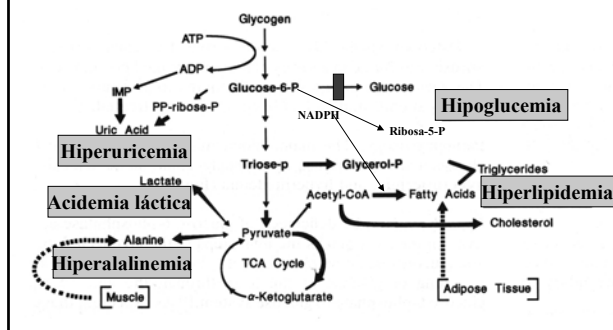 Glycogen
ATP
ADP
IMP
PP-ribose-P
Uric Acid
Hiperuricemia
Glucose-6-P
Glucose
Hipoglucemia
NADPH
Ribosa-5-P
Triose-p
Glycerol-P
Triglycerides
Lactate
Acidemia láctica
Acetyl-CoA
Fatty Acids
Hiperlipidemia
Cholesterol
Alanine
Pyruvate
Hiperalalinemia
TCA Cycle
α-Ketoglutarate
[Muscle]
[Adipose Tissue]